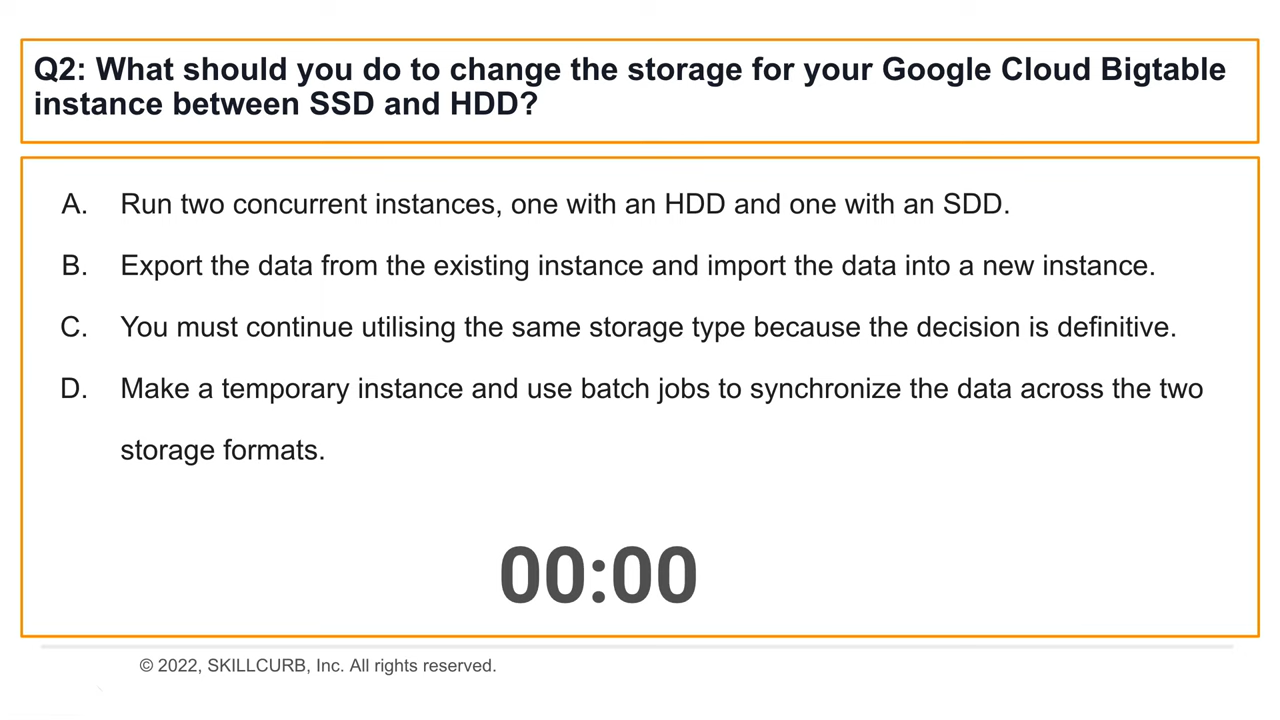 Q2: What should you do to change the storage for your Google Cloud Bigtable
instance between SSD and HDD?
A. Run two concurrent instances, one with an HDD and one with an SDD.
B. Export the data from the existing instance and import the data into a new instance.
C. You must continue utilising the same storage type because the decision is definitive.
D. Make a temporary instance and use batch jobs to synchronize the data across the two
storage formats.
00:00
© 2022, SKILLCURB, Inc. All rights reserved.